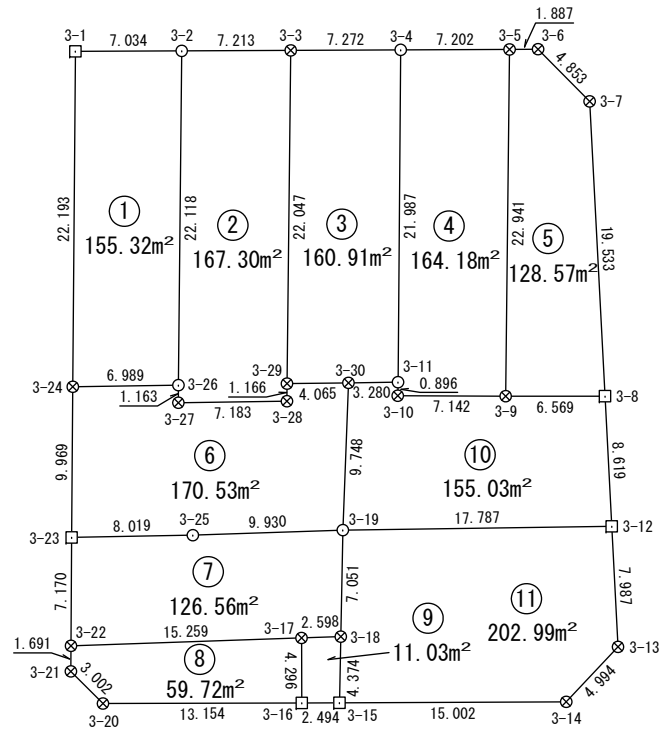 1.887
3-1 7.034 3-2 7.213 3-3 7.272 3-4 7.202 3-5 3-6
4.853
3-7
22.193
22.118
22.047
21.987
22.941
19.533
①
155.32m²
②
167.30m²
③
160.91m²
④
164.18m²
⑤
128.57m²
3-24 6.989 3-26 3-29 3-30 3-11
1.163 3-27 7.183 1.166 3-28 4.065 3.280 3-10 0.896 7.142 3-9 6.569 3-8
9.969
⑥
170.53m²
9.748
⑩
155.03m²
8.619
3-23 8.019 3-25 9.930 3-19 17.787 3-12
7.170
⑦
126.56m²
7.051
⑨
11.03m²
⑪
202.99m²
7.987
3-22 15.259 3-17 2.598 3-18 3-13
1.691
3-21
3.002
⑧
59.72m²
4.296
4.374
4.994
3-20 13.154 3-16 2.494 3-15 15.002 3-14